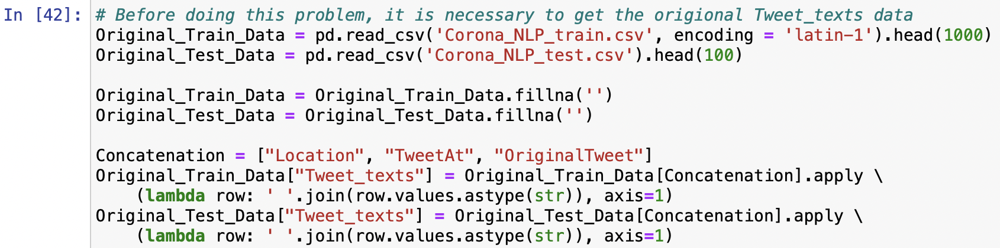 In [42]: # Before doing this problem, it is necessary to get the origional Tweet_texts data
Original_Train_Data = pd.read_csv('Corona_NLP_train.csv', encoding = 'latin-1').head(1000)
Original_Test_Data = pd.read_csv('Corona_NLP_test.csv').head(100)
Original_Train_Data = Original_Train_Data.fillna('')
Original_Test_Data = Original_Test_Data.fillna('')
Concatenation = ["Location", "TweetAt", "OriginalTweet"]
Original_Train_Data["Tweet_texts"] = Original_Train_Data[Concatenation].apply \
    (lambda row: ' '.join(row.values.astype(str)), axis=1)
Original_Test_Data["Tweet_texts"] = Original_Test_Data[Concatenation].apply \
    (lambda row: ' '.join(row.values.astype(str)), axis=1)